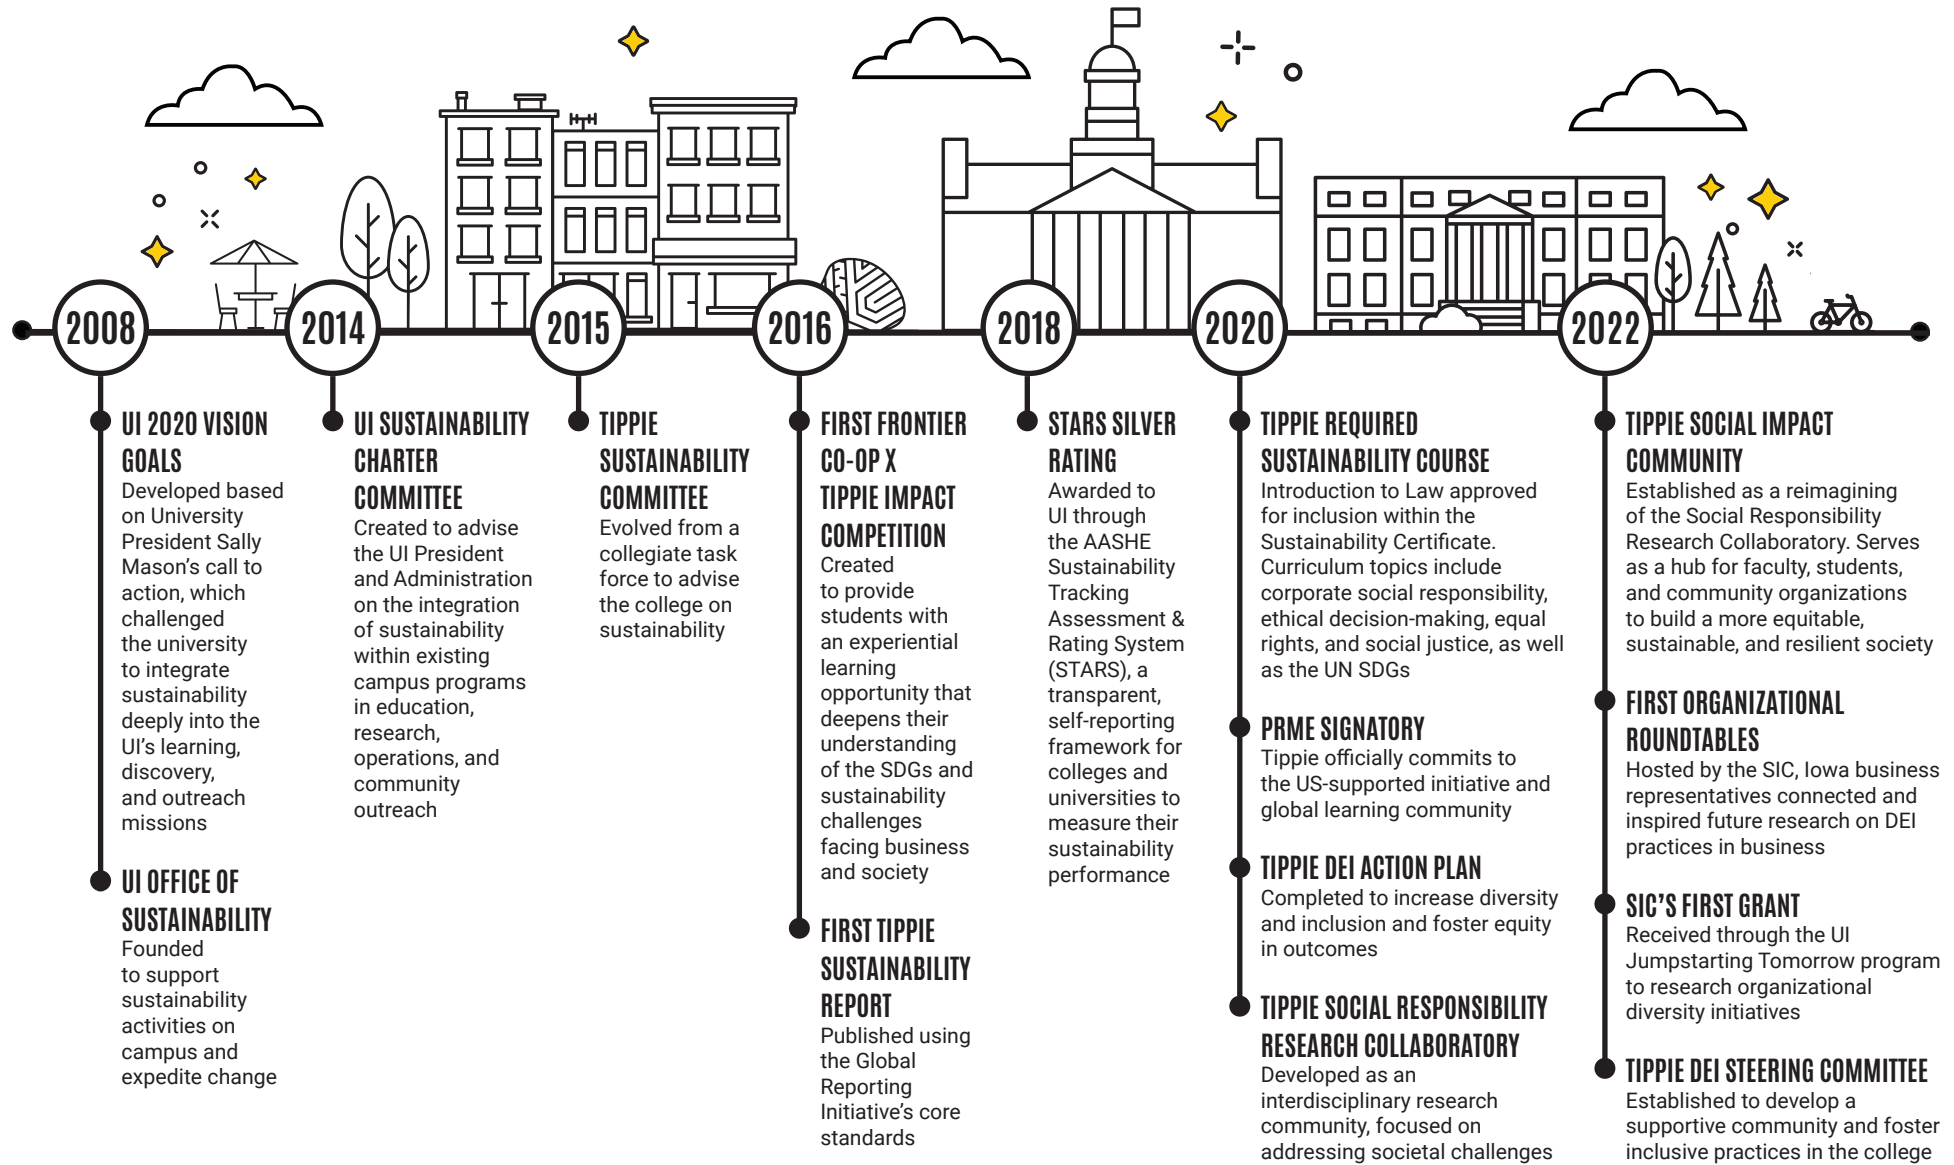 2008
UI 2020 VISION
GOALS
Developed based
on University
President Sally
Mason’s call to
action, which
challenged
the university
to integrate
sustainability
deeply into the
UI’s learning,
discovery,
and outreach
missions
UI OFFICE OF
SUSTAINABILITY
Founded
to support
sustainability
activities on
campus and
expedite change
2014
UI SUSTAINABILITY
CHARTER
COMMITTEE
Created to advise
the UI President
and Administration
on the integration
of sustainability
within existing
campus programs
in education,
research,
operations, and
community
outreach
2015
TIPPIE
SUSTAINABILITY
COMMITTEE
Evolved from a
collegiate task
force to advise
the college on
sustainability
2016
FIRST FRONTIER
CO-OP X
TIPPIE IMPACT
COMPETITION
Created
to provide
students with
an experiential
learning
opportunity that
deepens their
understanding
of the SDGs and
sustainability
challenges
facing business
and society
FIRST TIPPIE
SUSTAINABILITY
REPORT
Published using
the Global
Reporting
Initiative’s core
standards
2018
STARS SILVER
RATING
Awarded to
UI through
the AASHE
Sustainability
Tracking
Assessment &
Rating System
(STARS), a
transparent,
self-reporting
framework for
colleges and
universities to
measure their
sustainability
performance
2020
TIPPIE REQUIRED
SUSTAINABILITY COURSE
Introduction to Law approved
for inclusion within the
Sustainability Certificate.
Curriculum topics include
corporate social responsibility,
ethical decision-making, equal
rights, and social justice, as well
as the UN SDGs
PRME SIGNATORY
Tippie officially commits to
the US-supported initiative and
global learning community
TIPPIE DEI ACTION PLAN
Completed to increase diversity
and inclusion and foster equity
in outcomes
TIPPIE SOCIAL RESPONSIBILITY
RESEARCH COLLABORATORY
Developed as an
interdisciplinary research
community, focused on
addressing societal challenges
2022
TIPPIE SOCIAL IMPACT
COMMUNITY
Established as a reimagining
of the Social Responsibility
Research Collaboratory. Serves
as a hub for faculty, students,
and community organizations
to build a more equitable,
sustainable, and resilient society
FIRST ORGANIZATIONAL
ROUNDTABLES
Hosted by the SIC, Iowa business
representatives connected and
inspired future research on DEI
practices in business
SIC’S FIRST GRANT
Received through the UI
Jumpstarting Tomorrow program
to research organizational
diversity initiatives
TIPPIE DEI STEERING COMMITTEE
Established to develop a
supportive community and foster
inclusive practices in the college